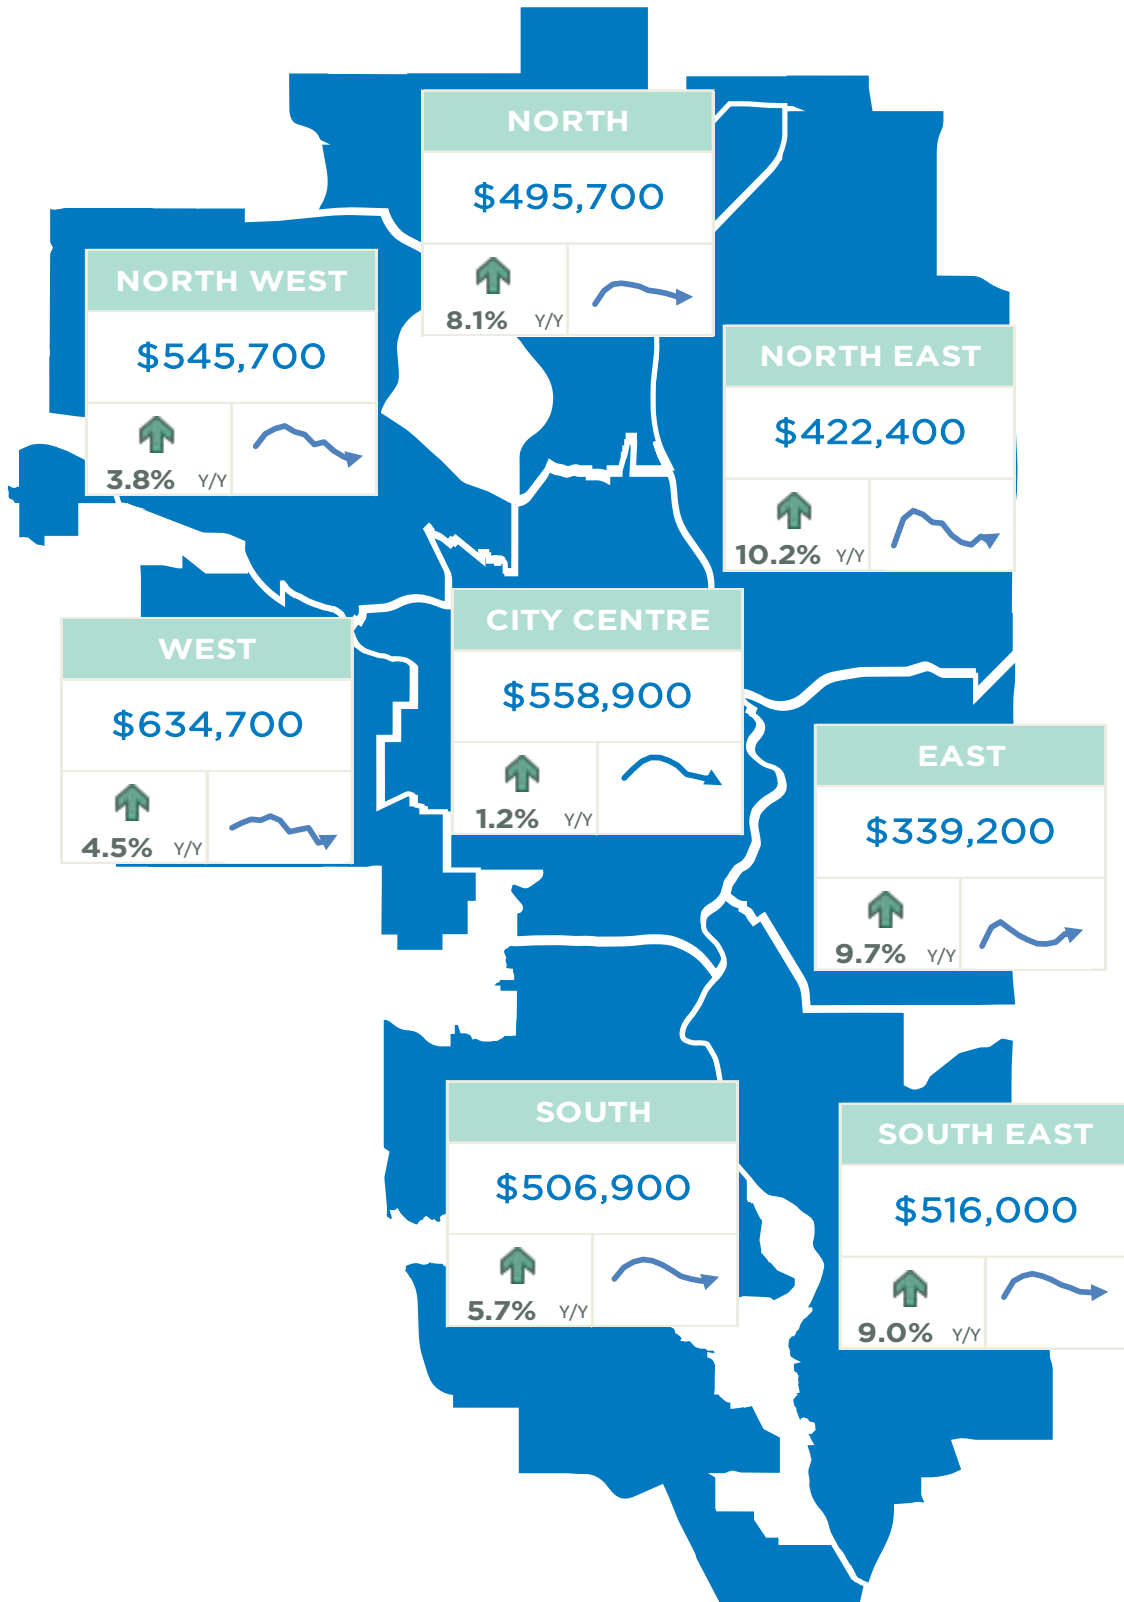 NORTH
$495,700
8.1% Y/Y
NORTH WEST
$545,700
3.8% Y/Y
NORTH EAST
$422,400
10.2% Y/Y
CITY CENTRE
$558,900
1.2% Y/Y
WEST
$634,700
4.5% Y/Y
EAST
$339,200
9.7% Y/Y
SOUTH
$506,900
5.7% Y/Y
SOUTH EAST
$516,000
9.0% Y/Y